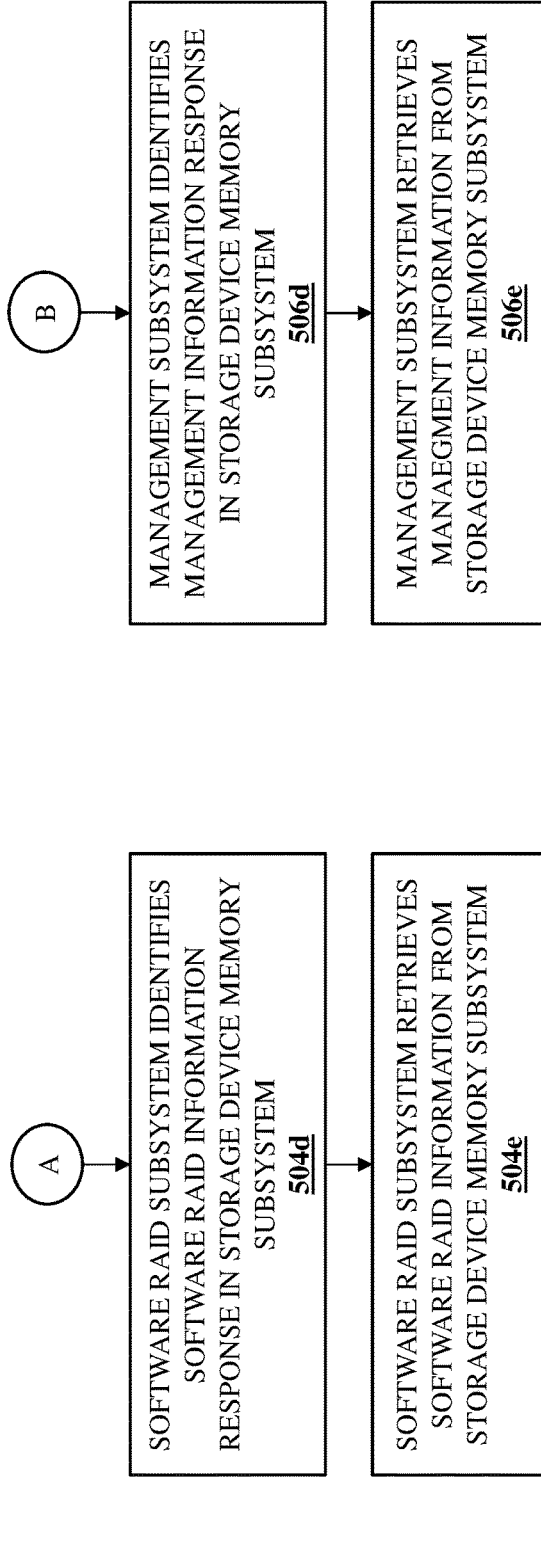 A
SOFTWARE RAID SUBSYSTEM IDENTIFIES
SOFTWARE RAID INFORMATION
RESPONSE IN STORAGE DEVICE MEMORY
SUBSYSTEM
504d
SOFTWARE RAID SUBSYSTEM RETRIEVES
SOFTWARE RAID INFORMATION FROM
STORAGE DEVICE MEMORY SUBSYSTEM
504e
B
MANAGEMENT SUBSYSTEM IDENTIFIES
MANAGEMENT INFORMATION RESPONSE
IN STORAGE DEVICE MEMORY
SUBSYSTEM
506d
MANAGEMENT SUBSYSTEM RETRIEVES
MANAEGMENT INFORMATION FROM
STORAGE DEVICE MEMORY SUBSYSTEM
506e